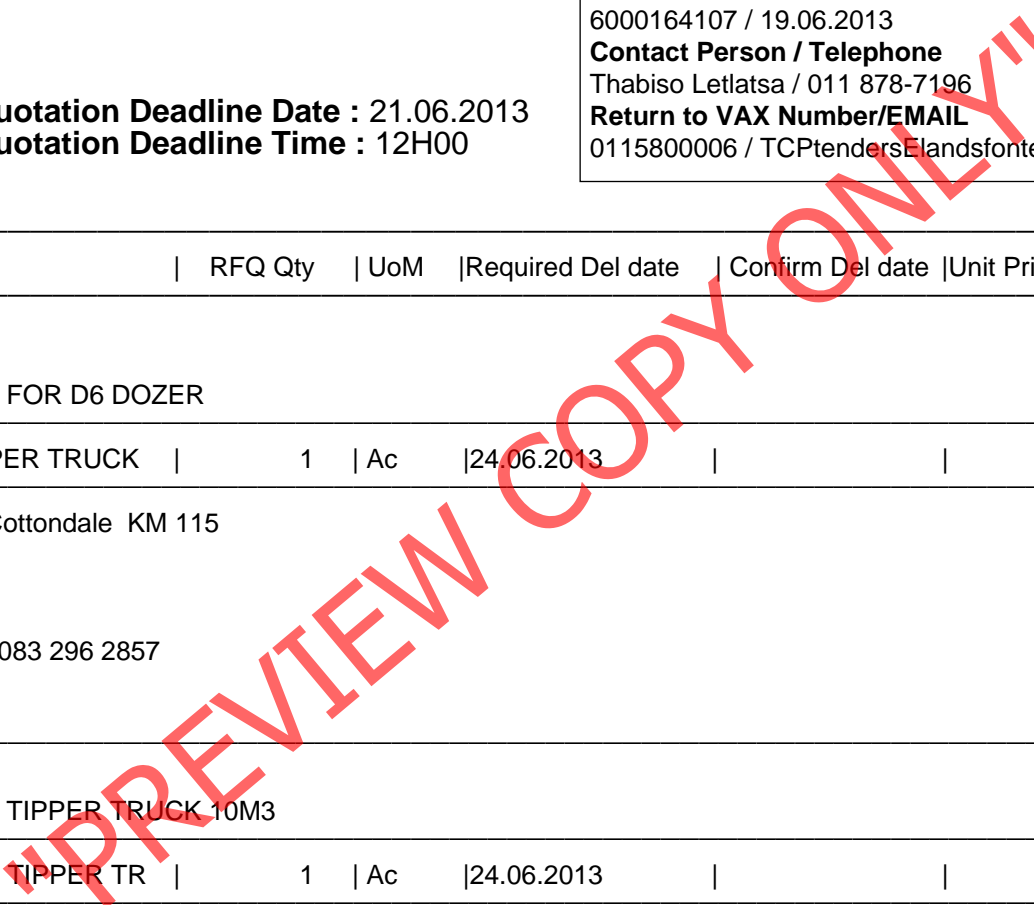 6000164107 / 19.06.2013
Contact Person / Telephone
Thabiso Letlatsa / 011 878-7196
uotation Deadline Date : 21.06.2013
Return to VAX Number/EMAIL
uotation Deadline Time : 12H00
0115800006 / TCPtendersElandsfonte
| RFQ Qty | UoM |Required Del date | Confirm Del date |Unit Pri
FOR D6 DOZER
PER TRUCK | 1 | Ac |24.06.2013 | |
Cottondale KM 115
083 296 2857
TIPPER TRUCK 10M3
TIPPER TR | 1 | Ac |24.06.2013 | |
"PREVIEW COPY ONLY"